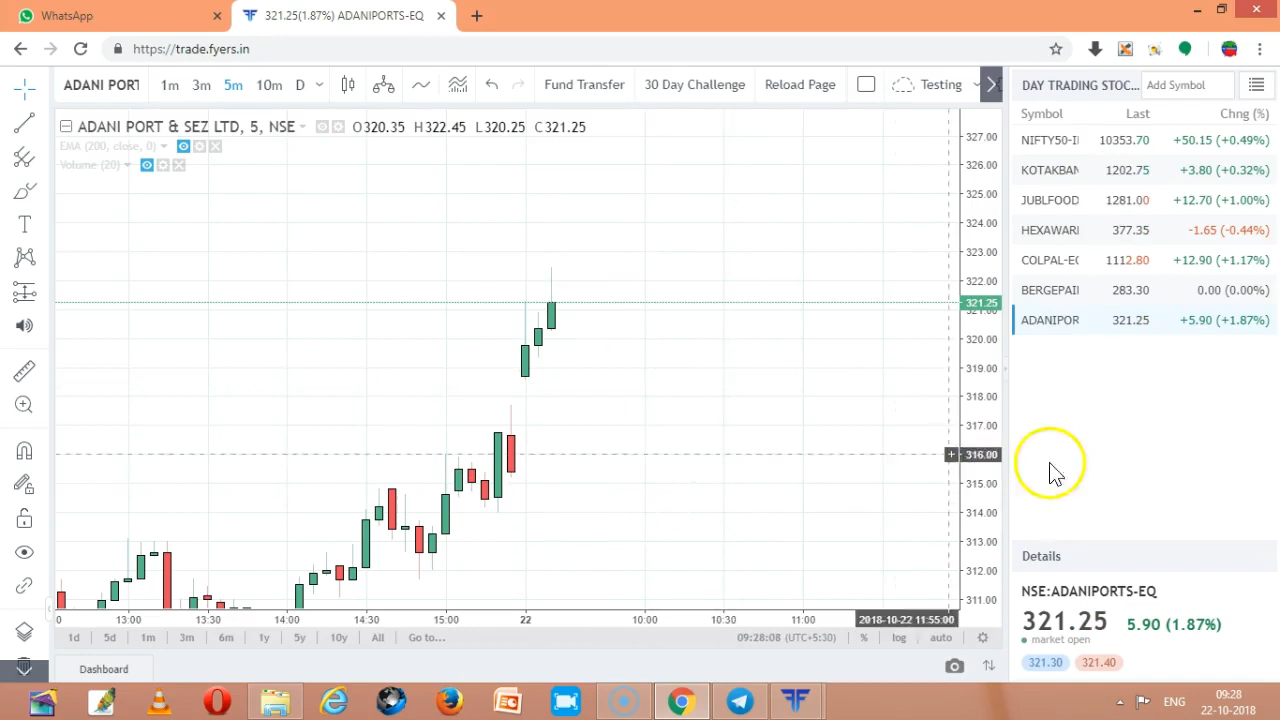 WhatsApp
321.25(1.87%) ADANIPORTS-EQ
https://trade.fyers.in
ADANI PORT
1m 3m 5m 10m
Fund Transfer
30 Day Challenge
Reload Page
Testing
DAY TRADING STOC...
Add Symbol
ADANI PORT & SEZ LTD, 5, NSE O320.35 H322.45 L320.25 C321.25
EMA (200, close, 0)
Volume (20)
327.00
326.00
325.00
324.00
323.00
322.00
321.25
321.00
320.00
319.00
318.00
317.00
316.00
315.00
314.00
313.00
312.00
311.00
Symbol Last Chng (%)
NIFTY50-I 10353.70 +50.15 (+0.49%)
KOTAKBAN 1202.75 +3.80 (+0.32%)
JUBLFOOD 1281.00 +12.70 (+1.00%)
HEXAWARI 377.35 -1.65 (-0.44%)
COLPAL-EQ 1112.80 +12.90 (+1.17%)
BERGEPAI 283.30 0.00 (0.00%)
ADANIPOR 321.25 +5.90 (+1.87%)
Details
NSE:ADANIPORTS-EQ
321.25 5.90 (1.87%)
market open
321.30 321.40
0 13:00 13:30 14:00 14:30 15:00 22 10:00 10:30 11:00 2018-10-22 11:55:00
1d 5d 1m 3m 6m 1y 5y 10y All Go to... 09:28:08 (UTC+5:30) % log auto
Dashboard
ENG
09:28
22-10-2018